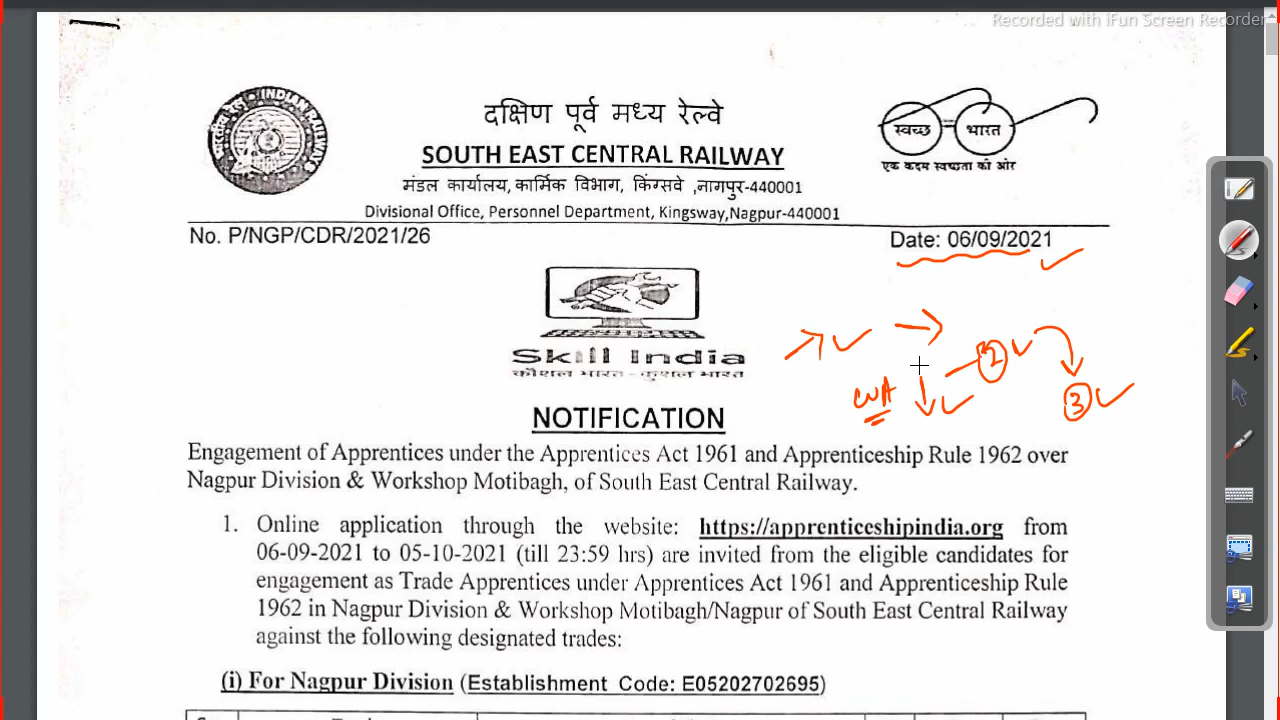 Recorded with iFun Screen Recorder
दक्षिण पूर्व मध्य रेल्वे
SOUTH EAST CENTRAL RAILWAY
मंडल कार्यालय, कार्मिक विभाग, किंग्सवे ,नागपुर-440001
Divisional Office, Personnel Department, Kingsway,Nagpur-440001
स्वच्छ भारत
एक कदम स्वच्छता की ओर
No. P/NGP/CDR/2021/26
Date: 06/09/2021
Skill India
कौशल भारत - कुशल भारत
2
3
NOTIFICATION
Engagement of Apprentices under the Apprentices Act 1961 and Apprenticeship Rule 1962 over
Nagpur Division & Workshop Motibagh, of South East Central Railway.
1. Online application through the website: https://apprenticeshipindia.org from
06-09-2021 to 05-10-2021 (till 23:59 hrs) are invited from the eligible candidates for
engagement as Trade Apprentices under Apprentices Act 1961 and Apprenticeship Rule
1962 in Nagpur Division & Workshop Motibagh/Nagpur of South East Central Railway
against the following designated trades:
(i) For Nagpur Division (Establishment Code: E05202702695)